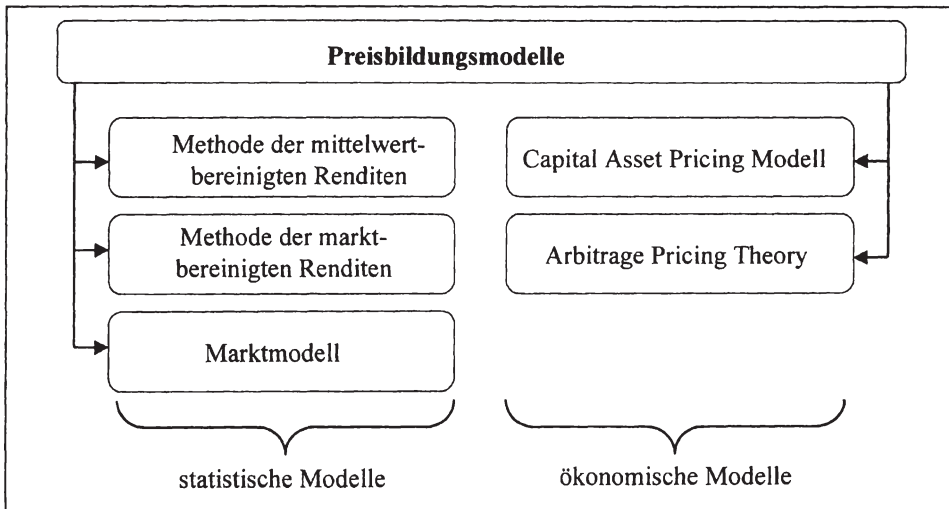 Preisbildungsmodelle
Methode der mittelwert-
bereinigten Renditen
Methode der markt-
bereinigten Renditen
Marktmodell
Capital Asset Pricing Modell
Arbitrage Pricing Theory
statistische Modelle
ökonomische Modelle